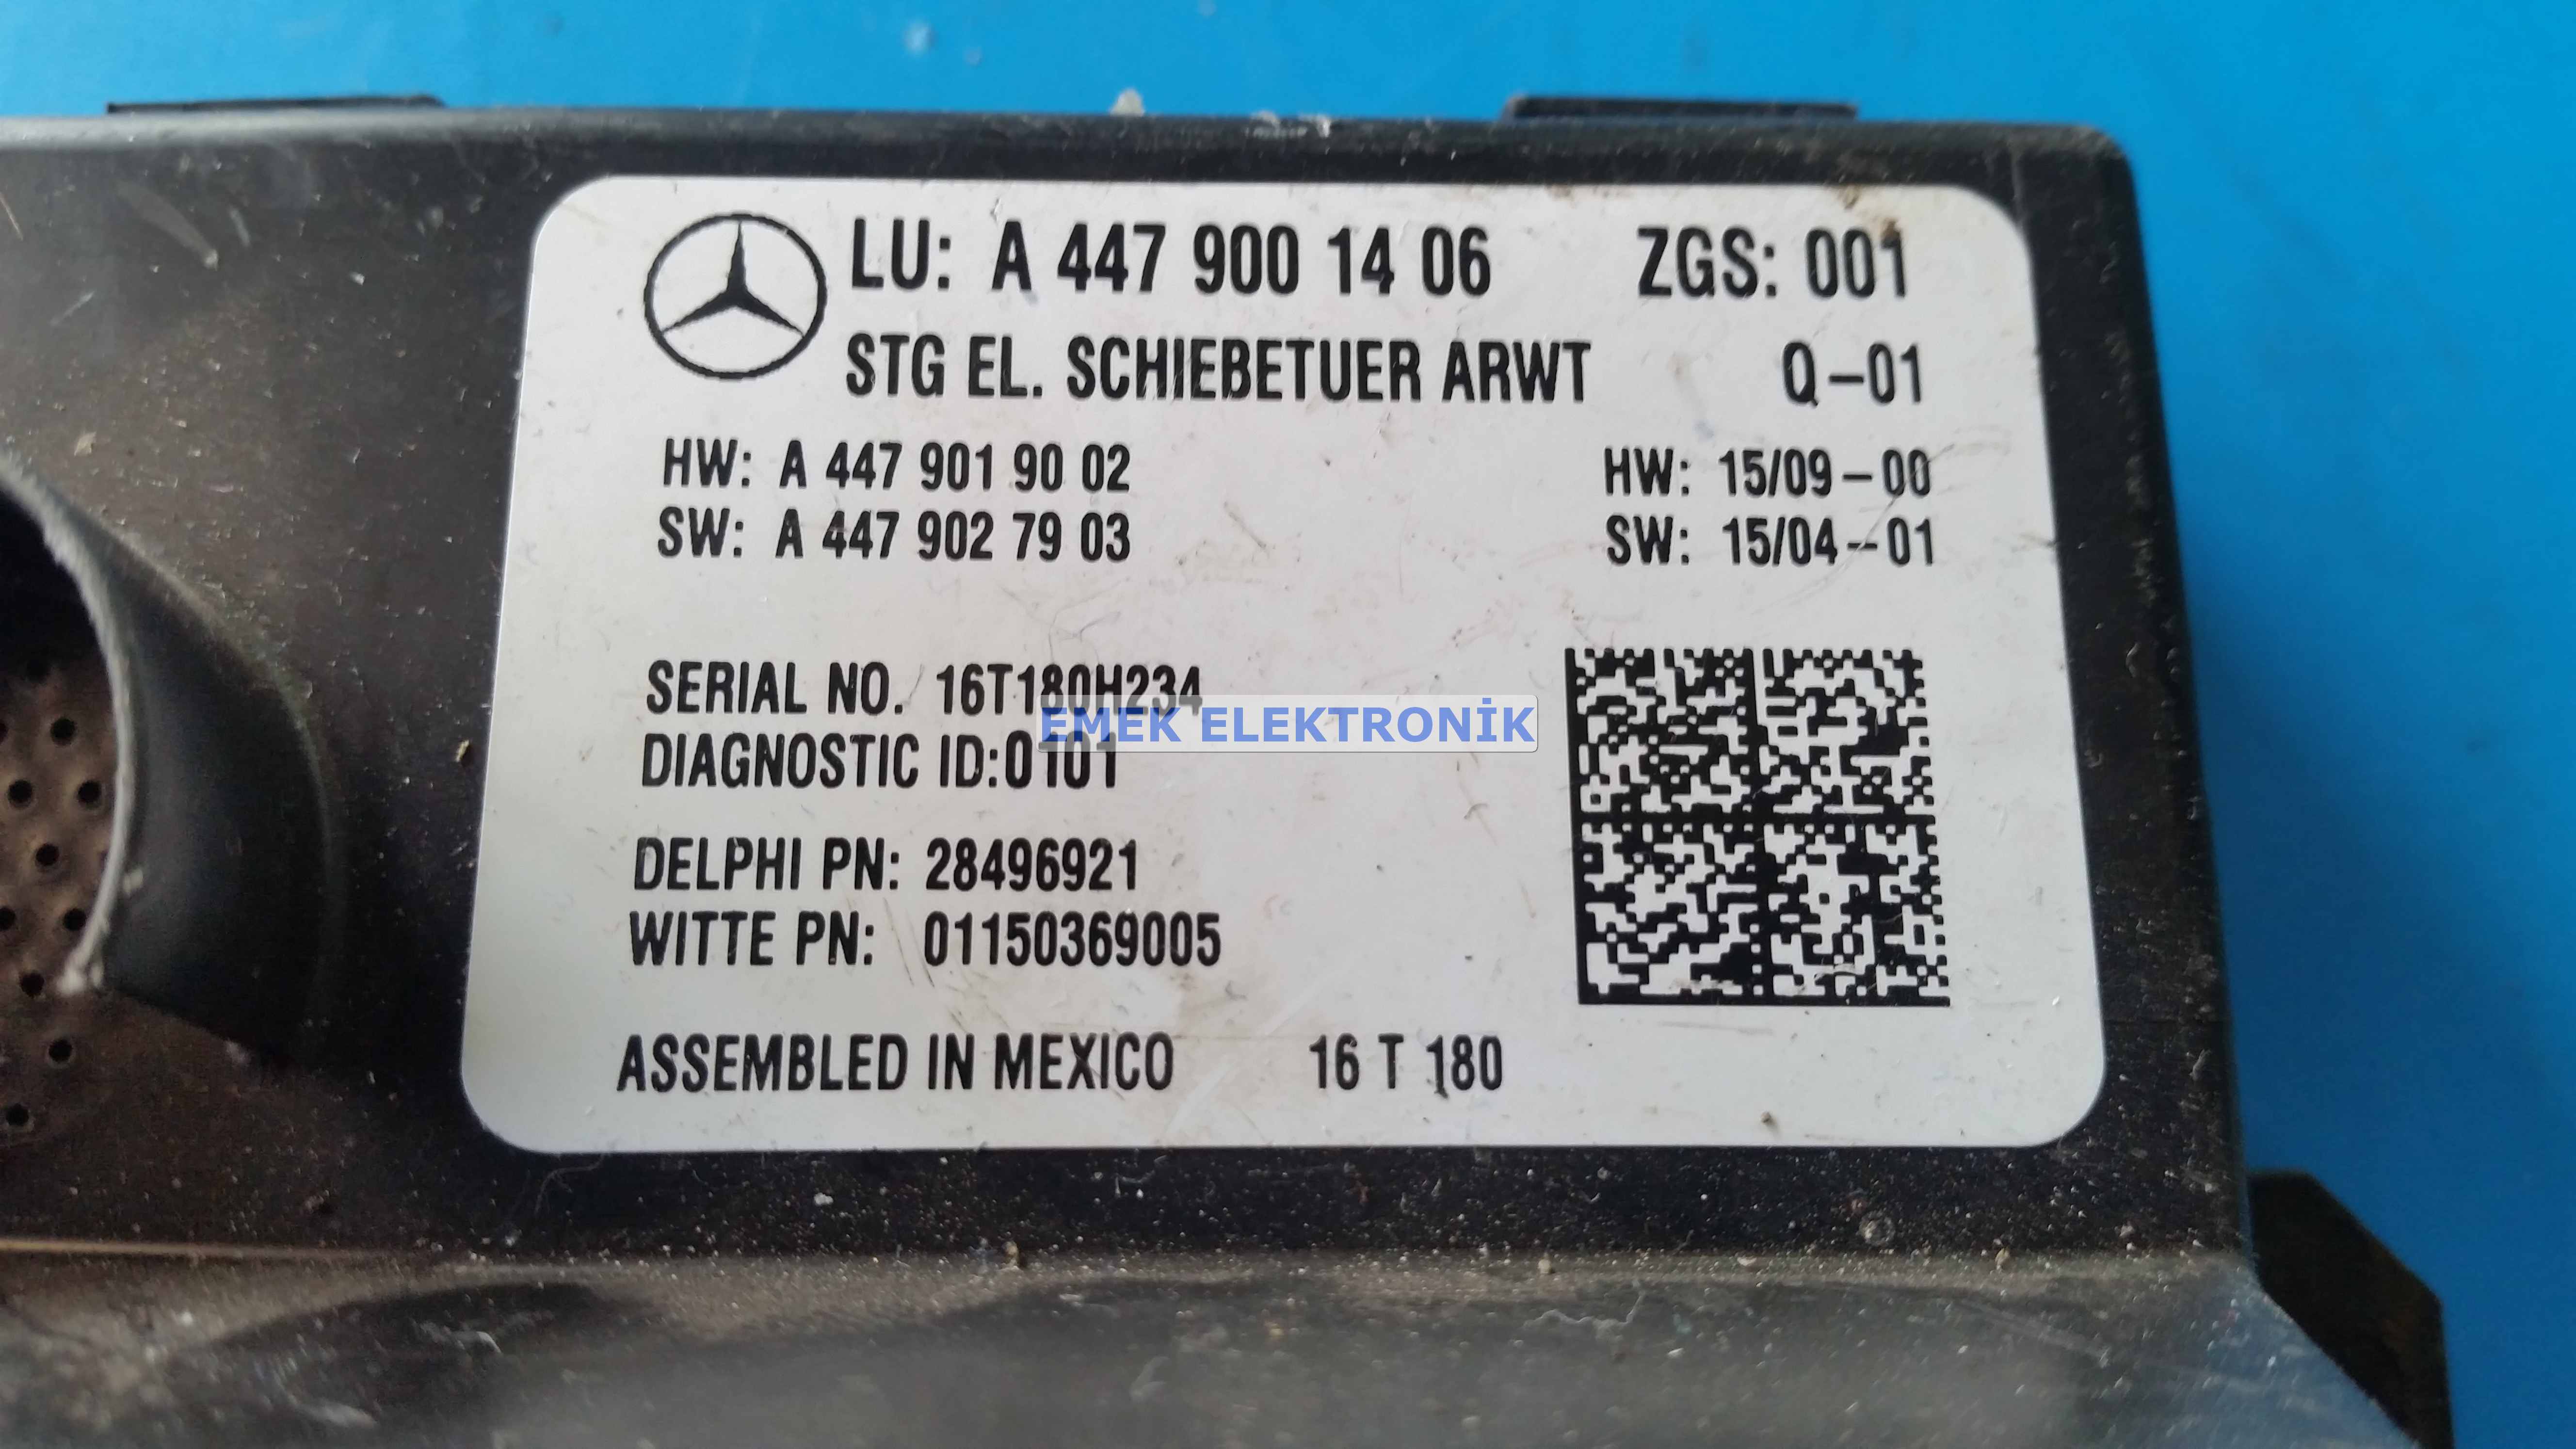 LU: A 447 900 14 06 ZGS: 001
STG EL. SCHIEBETUER ARWT Q-01
HW: A 447 901 90 02 HW: 15/09-00
SW: A 447 902 79 03 SW: 15/04-01
SERIAL NO. 16T180H234
EMEK ELEKTRONİK
DIAGNOSTIC ID:0101
DELPHI PN: 28496921
WITTE PN: 01150369005
ASSEMBLED IN MEXICO 16 T 180